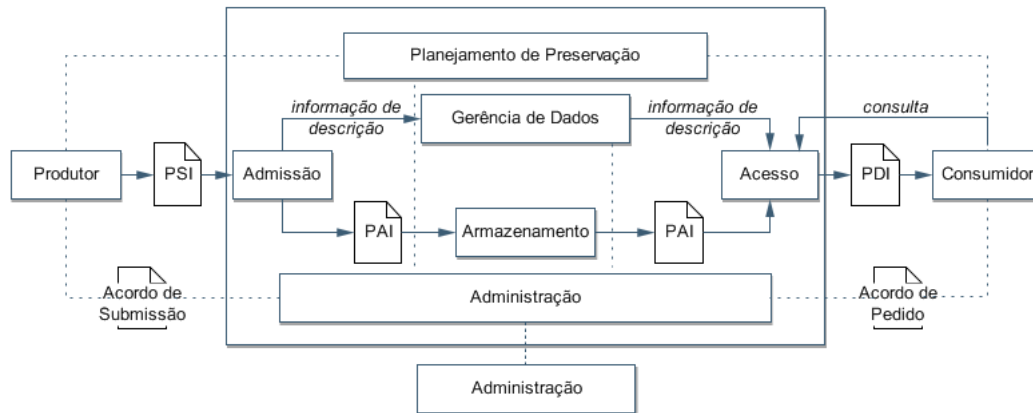 Planejamento de Preservação
informação de
descrição
Gerência de Dados
informação de
descrição
consulta
Produtor
PSI
Admissão
Acesso
PDI
Consumidor
PAI
Armazenamento
PAI
Acordo de
Submissão
Administração
Acordo de
Pedido
Administração